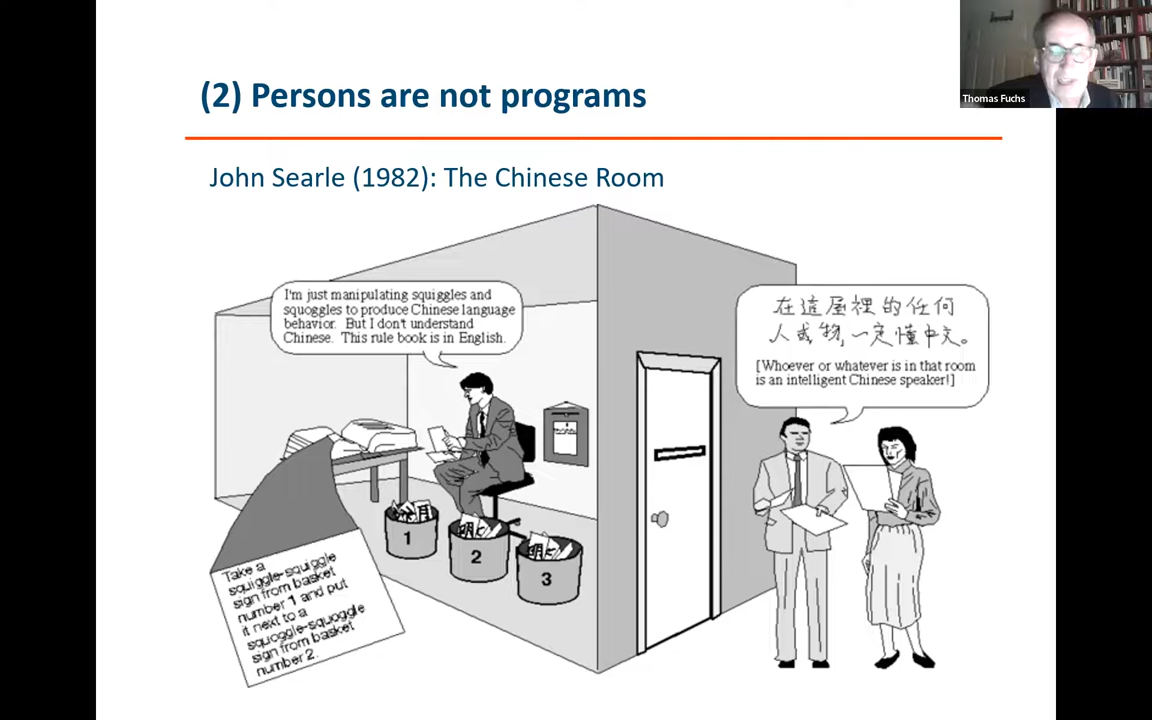 Thomas Fuchs
(2) Persons are not programs
John Searle (1982): The Chinese Room
I'm just manipulating squiggles and
squoggles to produce Chinese language
behavior. But I don't understand
Chinese. This rule book is in English.
在這屋裡的任何
人或物,一定懂中文。
[Whoever or whatever is in that room
is an intelligent Chinese speaker!]
1
2
3
Take a
squiggle-squiggle
sign from basket
number 1 and put
it next to a
squoggle-squoggle
sign from basket
number 2.